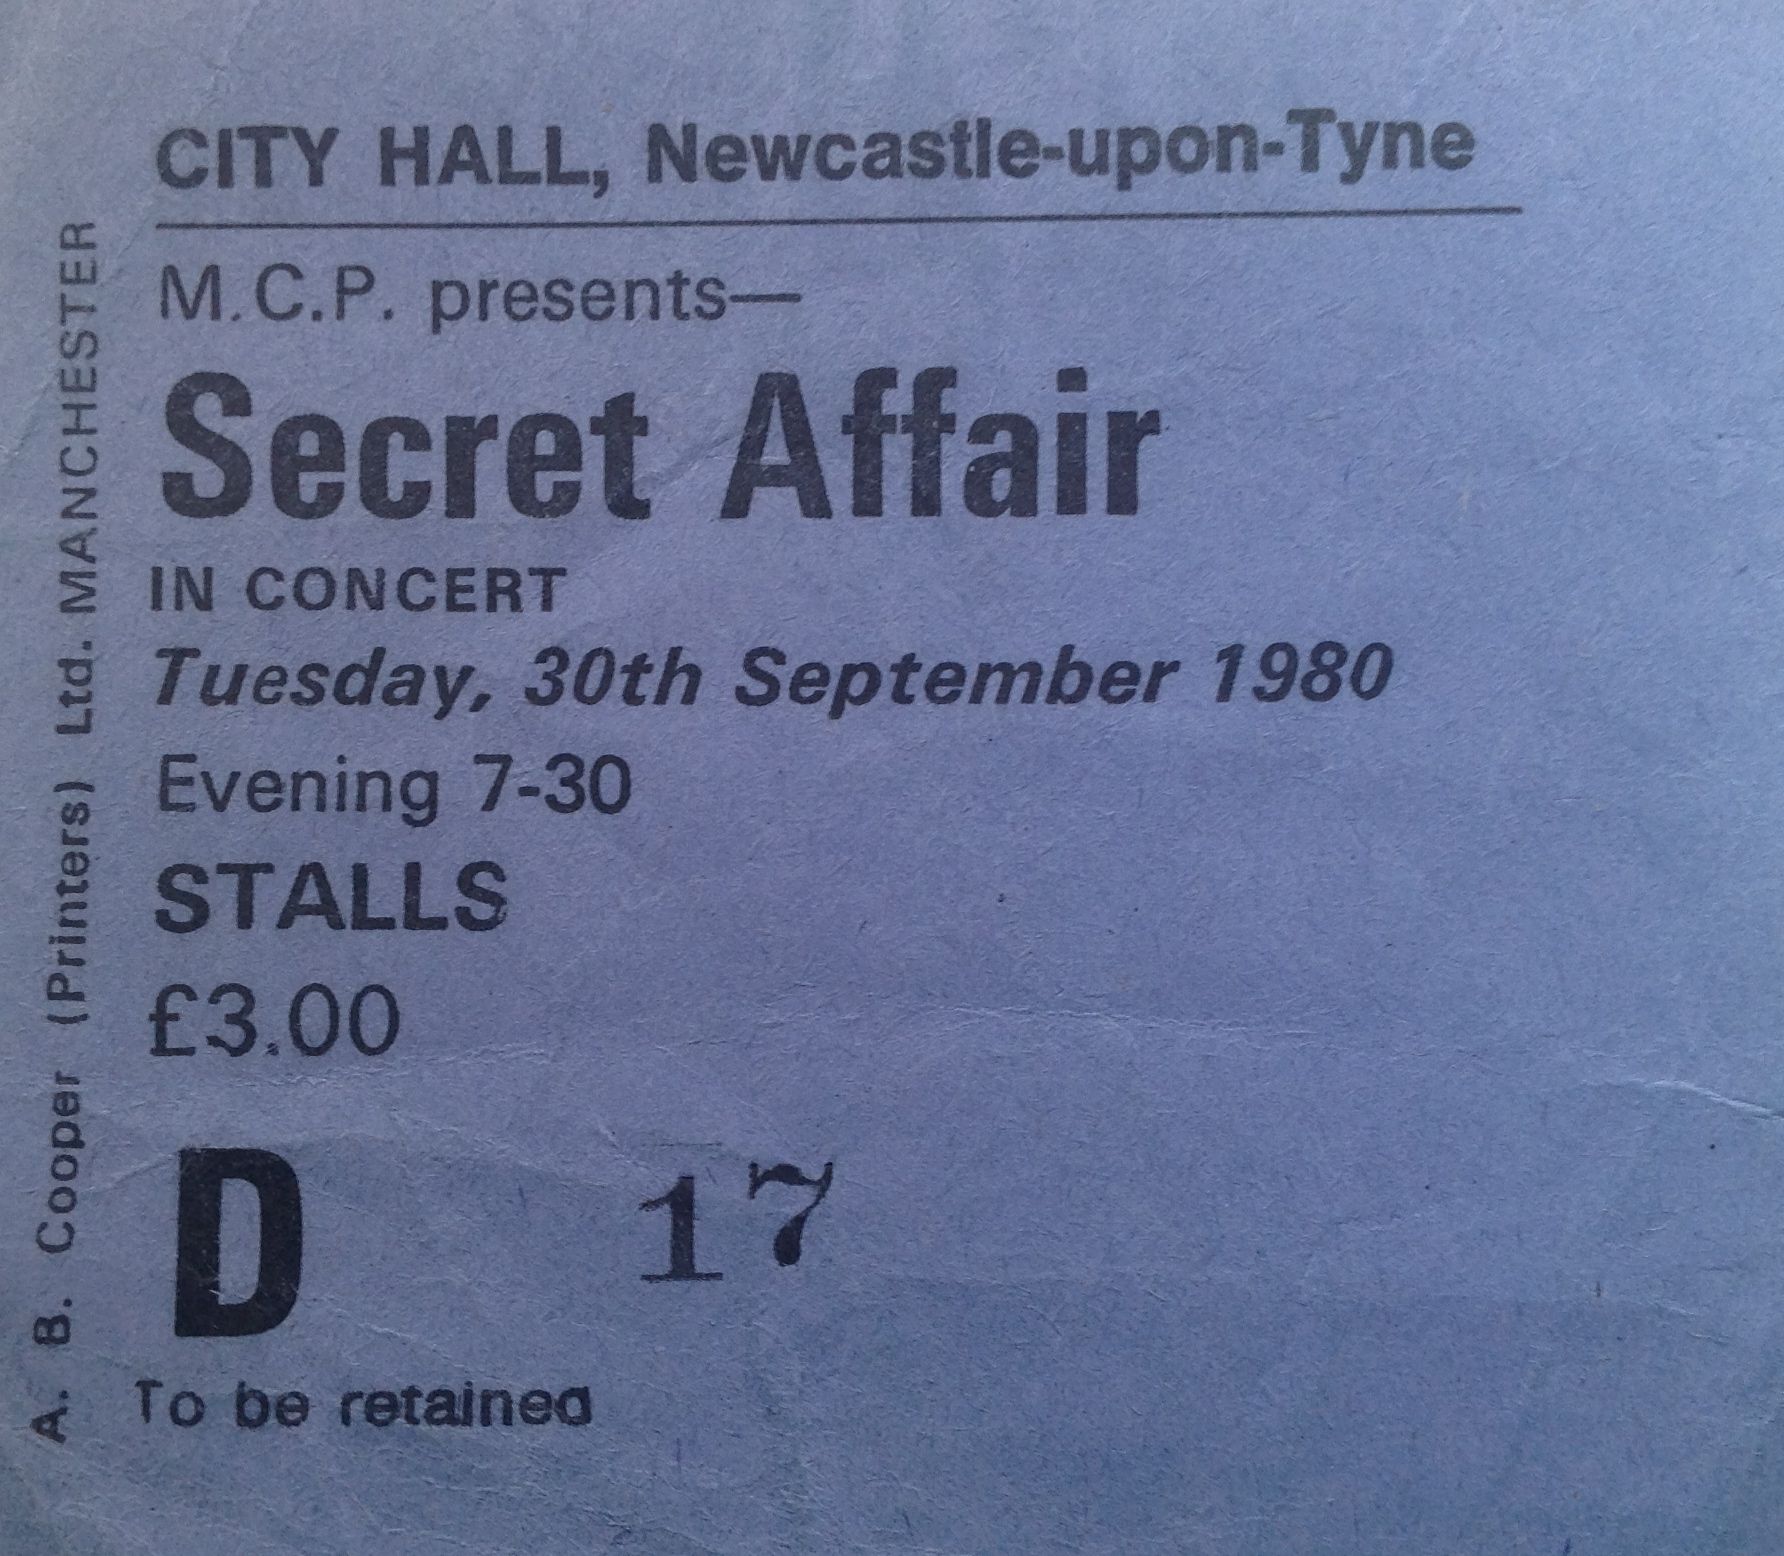 CITY HALL, Newcastle-upon-Tyne
M.C.P. presents—
Secret Affair
IN CONCERT
Tuesday, 30th September 1980
Evening 7-30
STALLS
£3.00
D 17
To be retained
A. B. Cooper (Printers) Ltd. MANCHESTER